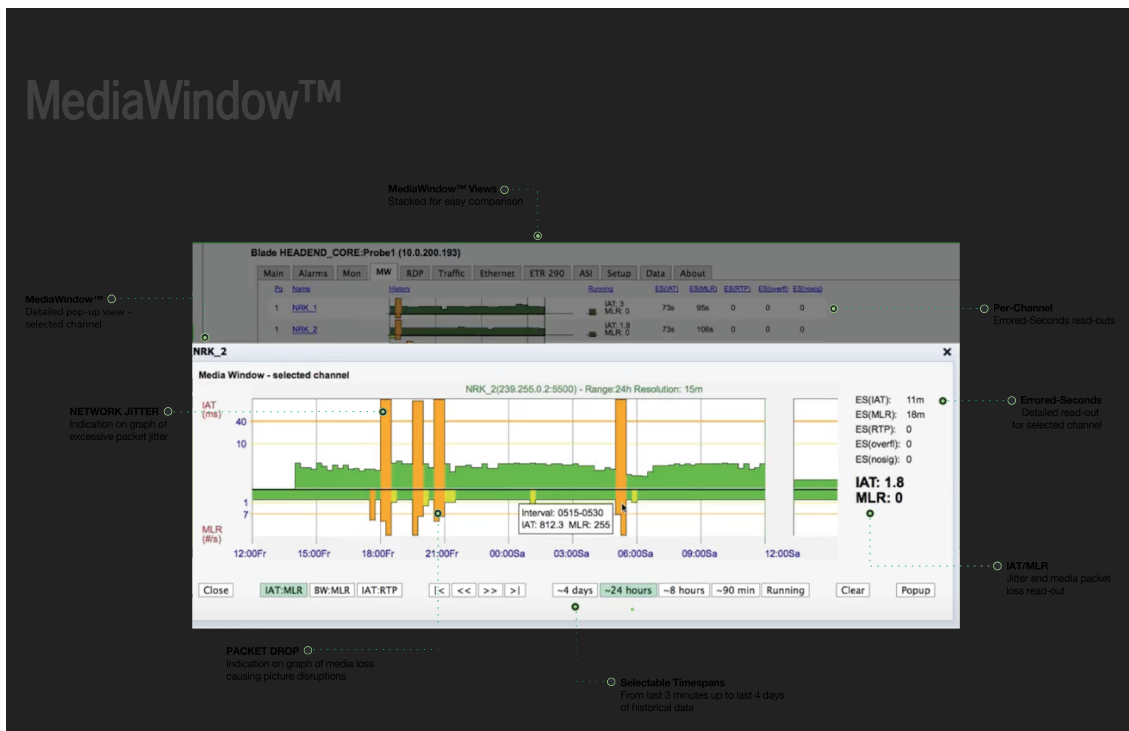 MediaWindow™
MediaWindow™ Views
Stacked for easy comparison
Blade HEADEND_CORE:Probe1 (10.0.200.193)
Main Alarms Mon MW RDP Traffic Ethernet ETR 290 ASI Setup Data About
Pg Name History Running ES(IAT) ES(MLR) ES(RTP) ES(overfl) ES(nosig)
1 NRK_1 IAT: 3 MLR: 0 73s 95s 0 0 0
1 NRK_2 IAT: 1.8 MLR: 0 73s 106s 0 0 0
MediaWindow™
Detailed pop-up view -
selected channel
Per-Channel
Errored-Seconds read-outs
NRK_2
Media Window - selected channel
NRK_2(239.255.0.2:5500) - Range:24h Resolution: 15m
IAT
(ms)
40
10
1
7
MLR
(#/s)
12:00Fr 15:00Fr 18:00Fr 21:00Fr 00:00Sa 03:00Sa 06:00Sa 09:00Sa 12:00Sa
Interval: 0515-0530
IAT: 812.3 MLR: 255
ES(IAT): 11m
ES(MLR): 18m
ES(RTP): 0
ES(overfl): 0
ES(nosig): 0
IAT: 1.8
MLR: 0
NETWORK JITTER
Indication on graph of
excessive packet jitter
Errored-Seconds
Detailed read-out
for selected channel
IAT/MLR
Jitter and media packet
loss read-out
Close IAT:MLR BW:MLR IAT:RTP |< << >> >| ~4 days ~24 hours ~8 hours ~90 min Running Clear Popup
PACKET DROP
Indication on graph of media loss
causing picture disruptions
Selectable Timespans
From last 3 minutes up to last 4 days
of historical data